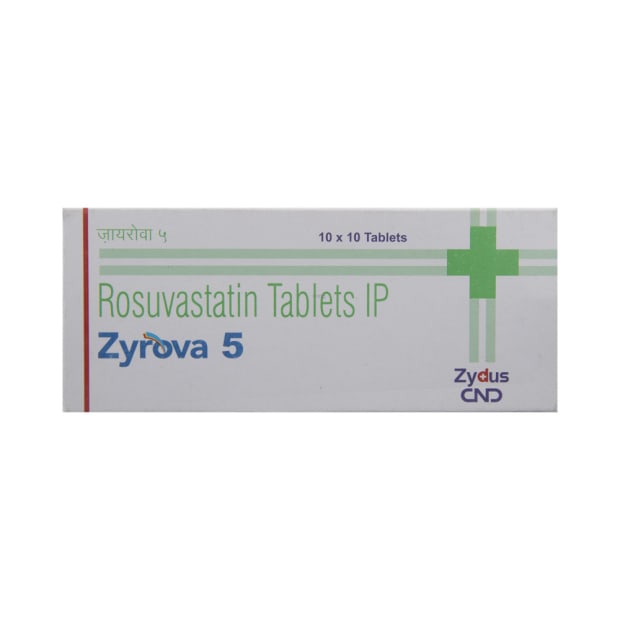 ज़ायरोवा ५
10 x 10 Tablets
Rosuvastatin Tablets IP
Zyrova 5
Zydus
CND